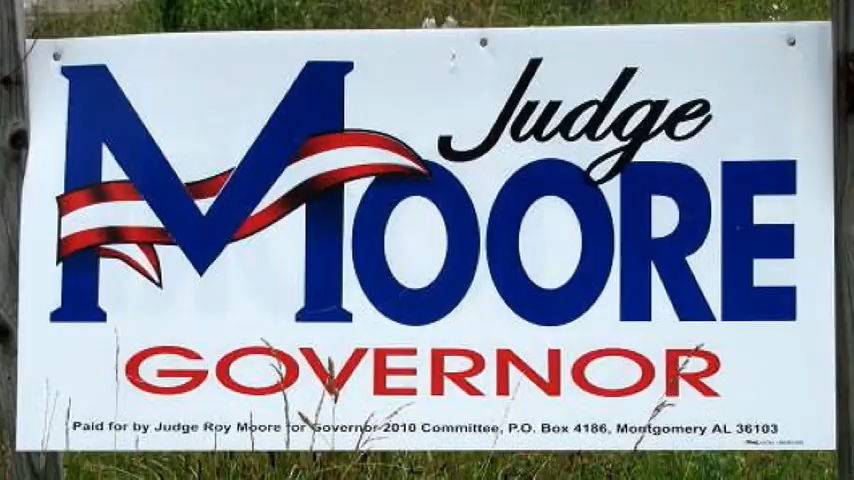 Judge
MOORE
GOVERNOR
Paid for by Judge Roy Moore for Governor 2010 Committee, P.O. Box 4186, Montgomery AL 36103